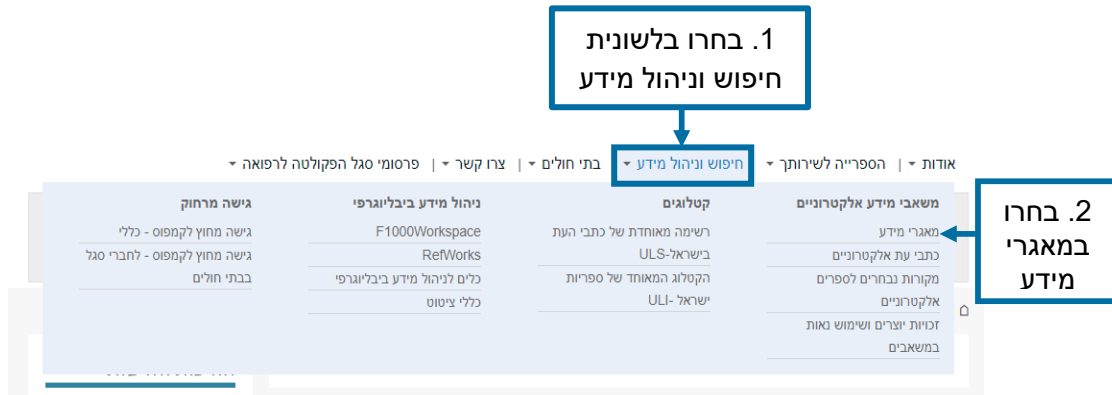 1. בחרו בלשונית
חיפוש וניהול מידע
אודות | הספרייה לשירותך | חיפוש וניהול מידע | בתי חולים | צרו קשר | פרסומי סגל הפקולטה לרפואה
2. בחרו
במאגרי
מידע
משאבי מידע אלקטרוניים
מאגרי מידע
כתבי עת אלקטרוניים
מקורות נבחרים לספרים
אלקטרוניים
זכויות יוצרים ושימוש נאות
במשאבים
קטלוגים
רשימה מאוחדת של כתבי העת
בישראל-ULS
הקטלוג המאוחד של ספריות
ישראל -ULI
ניהול מידע ביבליוגרפי
F1000Workspace
RefWorks
כלים לניהול מידע ביבליוגרפי
כללי ציטוט
גישה מרחוק
גישה מחוץ לקמפוס - כללי
גישה מחוץ לקמפוס - לחברי סגל
בבתי חולים